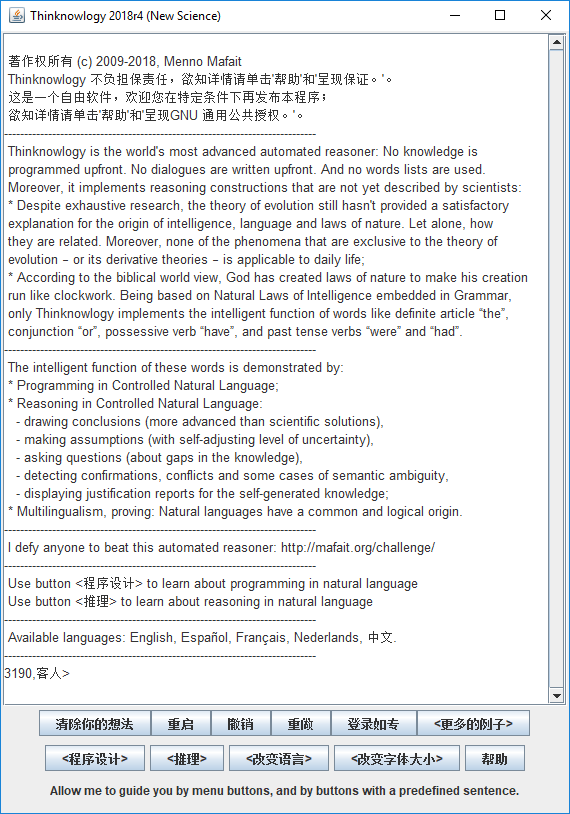 Thinknowlogy 2018r4 (New Science)
著作权所有 (c) 2009-2018, Menno Mafait
Thinknowlogy 不负担保责任，欲知详情请单击'帮助'和'呈现保证。'。
这是一个自由软件，欢迎您在特定条件下再发布本程序；
欲知详情请单击'帮助'和'呈现GNU 通用公共授权。'。
Thinknowlogy is the world's most advanced automated reasoner: No knowledge is
programmed upfront. No dialogues are written upfront. And no words lists are used.
Moreover, it implements reasoning constructions that are not yet described by scientists:
* Despite exhaustive research, the theory of evolution still hasn't provided a satisfactory
explanation for the origin of intelligence, language and laws of nature. Let alone, how
they are related. Moreover, none of the phenomena that are exclusive to the theory of
evolution – or its derivative theories – is applicable to daily life;
* According to the biblical world view, God has created laws of nature to make his creation
run like clockwork. Being based on Natural Laws of Intelligence embedded in Grammar,
only Thinknowlogy implements the intelligent function of words like definite article “the”,
conjunction “or”, possessive verb “have”, and past tense verbs “were” and “had”.
The intelligent function of these words is demonstrated by:
* Programming in Controlled Natural Language;
* Reasoning in Controlled Natural Language:
- drawing conclusions (more advanced than scientific solutions),
- making assumptions (with self-adjusting level of uncertainty),
- asking questions (about gaps in the knowledge),
- detecting confirmations, conflicts and some cases of semantic ambiguity,
- displaying justification reports for the self-generated knowledge;
* Multilingualism, proving: Natural languages have a common and logical origin.
I defy anyone to beat this automated reasoner: http://mafait.org/challenge/
Use button <程序设计> to learn about programming in natural language
Use button <推理> to learn about reasoning in natural language
Available languages: English, Español, Français, Nederlands, 中文.
3190,客人>
清除你的想法 重启 撤销 重做 登录如专 <更多的例子>
<程序设计> <推理> <改变语言> <改变字体大小> 帮助
Allow me to guide you by menu buttons, and by buttons with a predefined sentence.